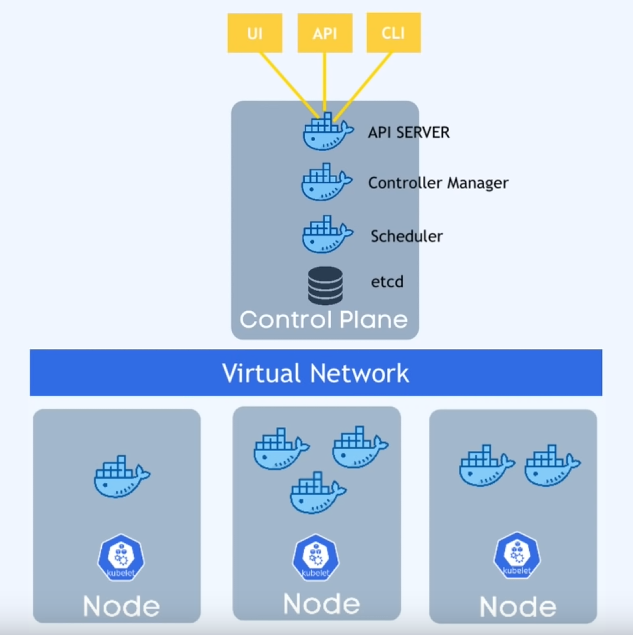 UI
API
CLI
API SERVER
Controller Manager
Scheduler
etcd
Control Plane
Virtual Network
kubelet
kubelet
kubelet
Node
Node
Node